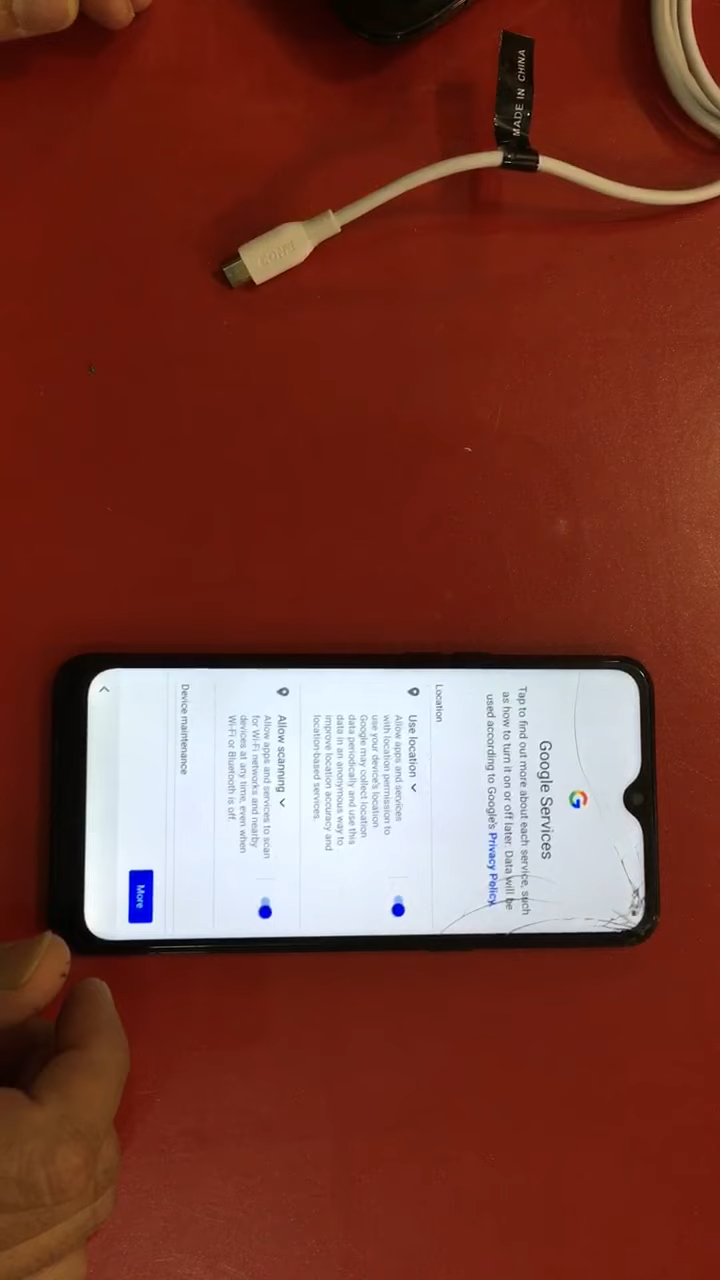 MADE IN CHINA
Google Services
Tap to find out more about each service, such
as how to turn it on or off later. Data will be
used according to Google's Privacy Policy.
Location
Use location
Allow apps and services
with location permission to
use your device's location.
Google may collect location
data periodically and use this
data in an anonymous way to
improve location accuracy and
location-based services.
Allow scanning
Allow apps and services to scan
for Wi-Fi networks and nearby
devices at any time, even when
Wi-Fi or Bluetooth is off.
Device maintenance
More